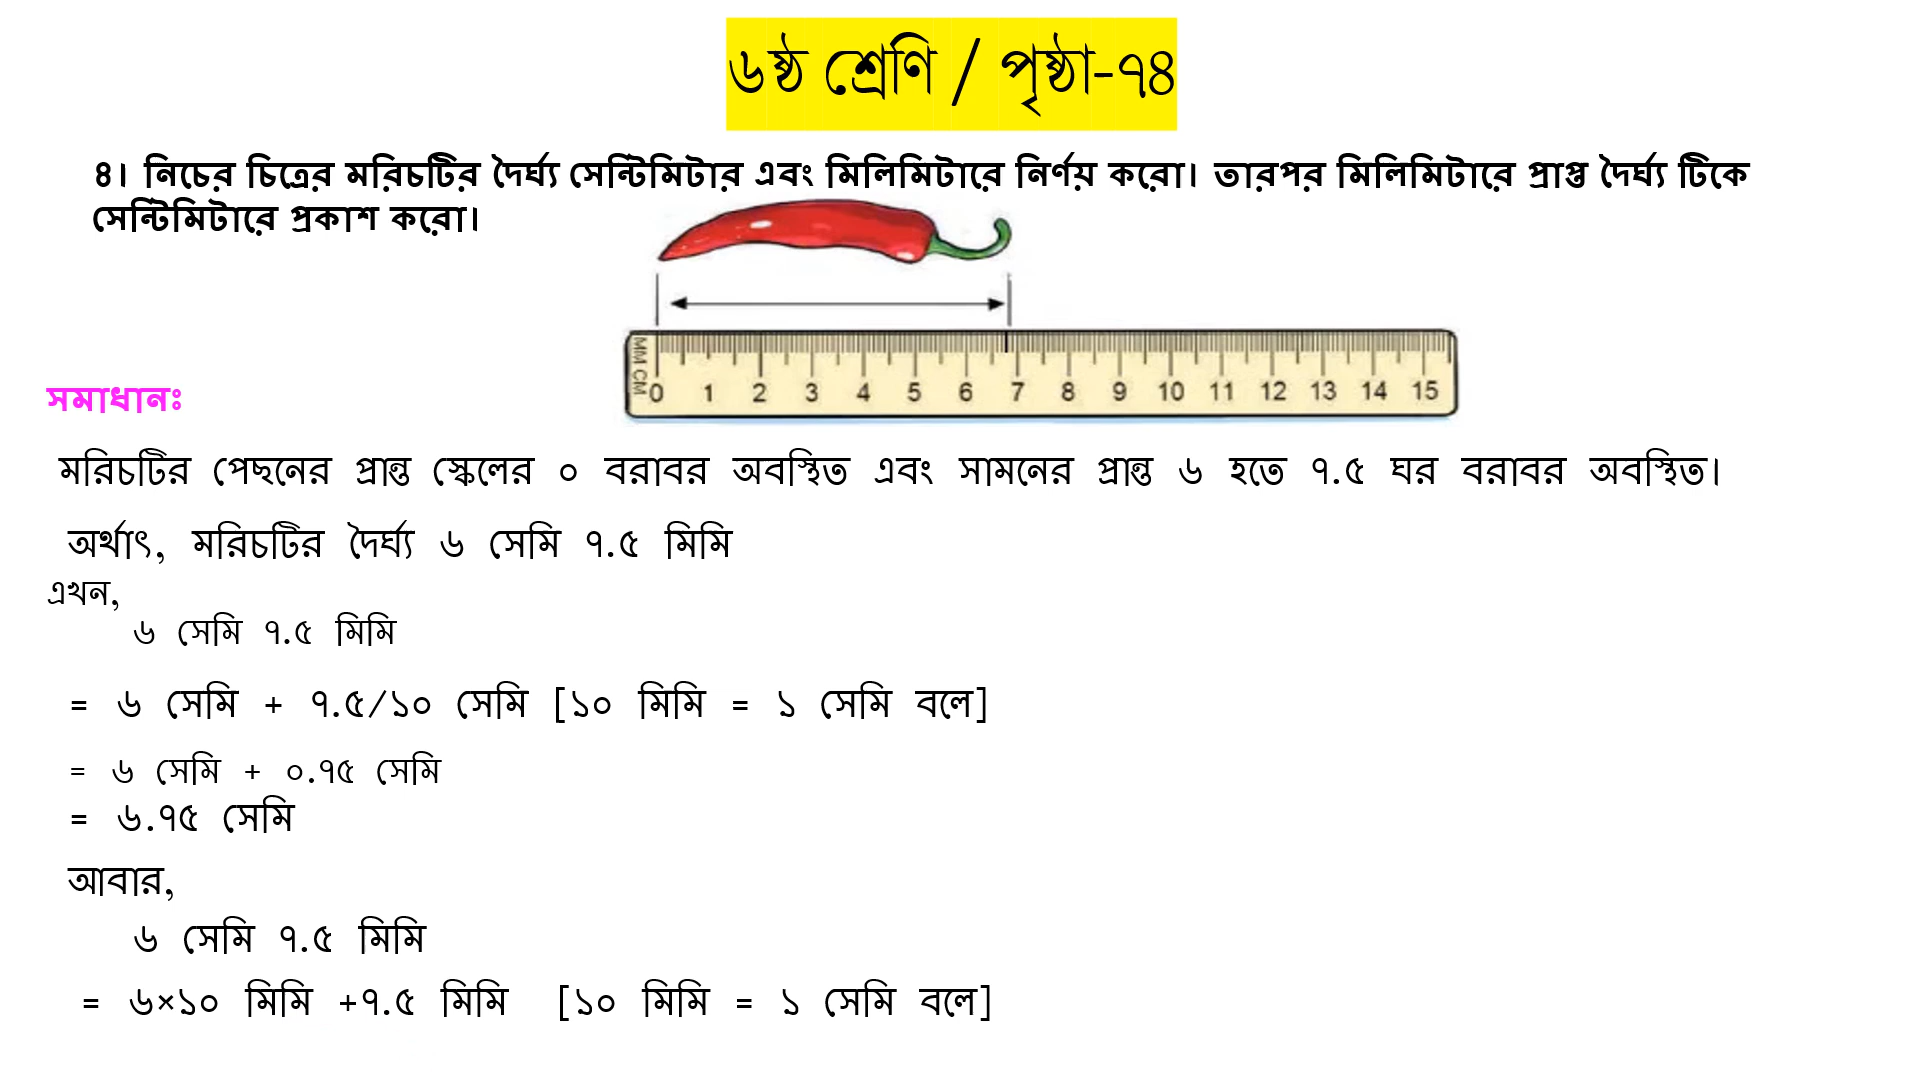 ৬ষ্ঠ শ্রেণি / পৃষ্ঠা-৭৪
৪। নিচের চিত্রের মরিচটির দৈর্ঘ্য সেন্টিমিটার এবং মিলিমিটারে নির্ণয় করো। তারপর মিলিমিটারে প্রাপ্ত দৈর্ঘ্য টিকে
সেন্টিমিটারে প্রকাশ করো।
MM CM
0 1 2 3 4 5 6 7 8 9 10 11 12 13 14 15
সমাধানঃ
মরিচটির পেছনের প্রান্ত স্কেলের ০ বরাবর অবস্থিত এবং সামনের প্রান্ত ৬ হতে ৭.৫ ঘর বরাবর অবস্থিত।
অর্থাৎ, মরিচটির দৈর্ঘ্য ৬ সেমি ৭.৫ মিমি
এখন,
৬ সেমি ৭.৫ মিমি
= ৬ সেমি + ৭.৫/১০ সেমি [১০ মিমি = ১ সেমি বলে]
= ৬ সেমি + ০.৭৫ সেমি
= ৬.৭৫ সেমি
আবার,
৬ সেমি ৭.৫ মিমি
= ৬×১০ মিমি +৭.৫ মিমি [১০ মিমি = ১ সেমি বলে]